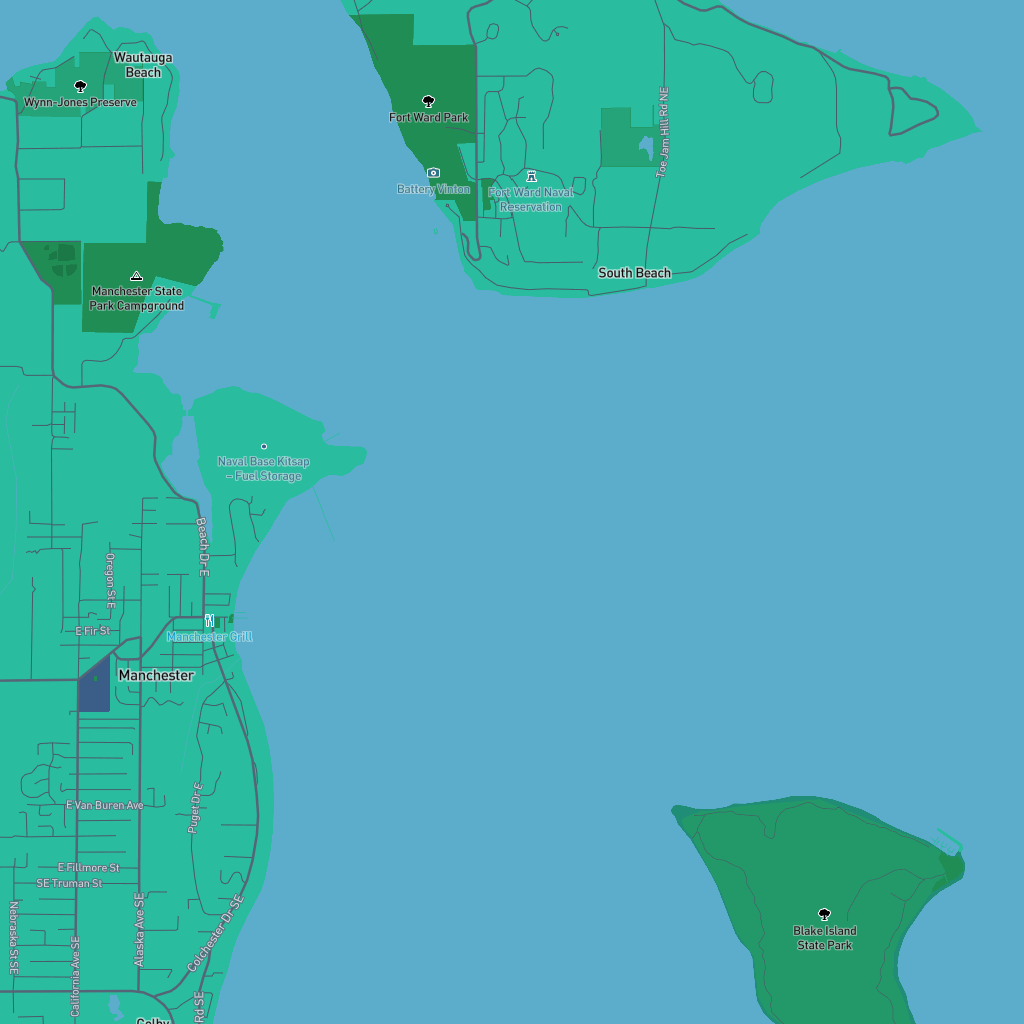 Wautauga
Beach
Wynn-Jones Preserve
Fort Ward Park
Toe Jam Hill Rd NE
Battery Vinton
Fort Ward Naval
Reservation
South Beach
Manchester State
Park Campground
Naval Base Kitsap
– Fuel Storage
Beach Dr E
Oregon St E
E Fir St
Manchester Grill
Manchester
E Van Buren Ave
Puget Dr E
E Fillmore St
SE Truman St
Nebraska St SE
California Ave SE
Alaska Ave SE
Colchester Dr SE
Rd SE
Blake Island
State Park
Colby